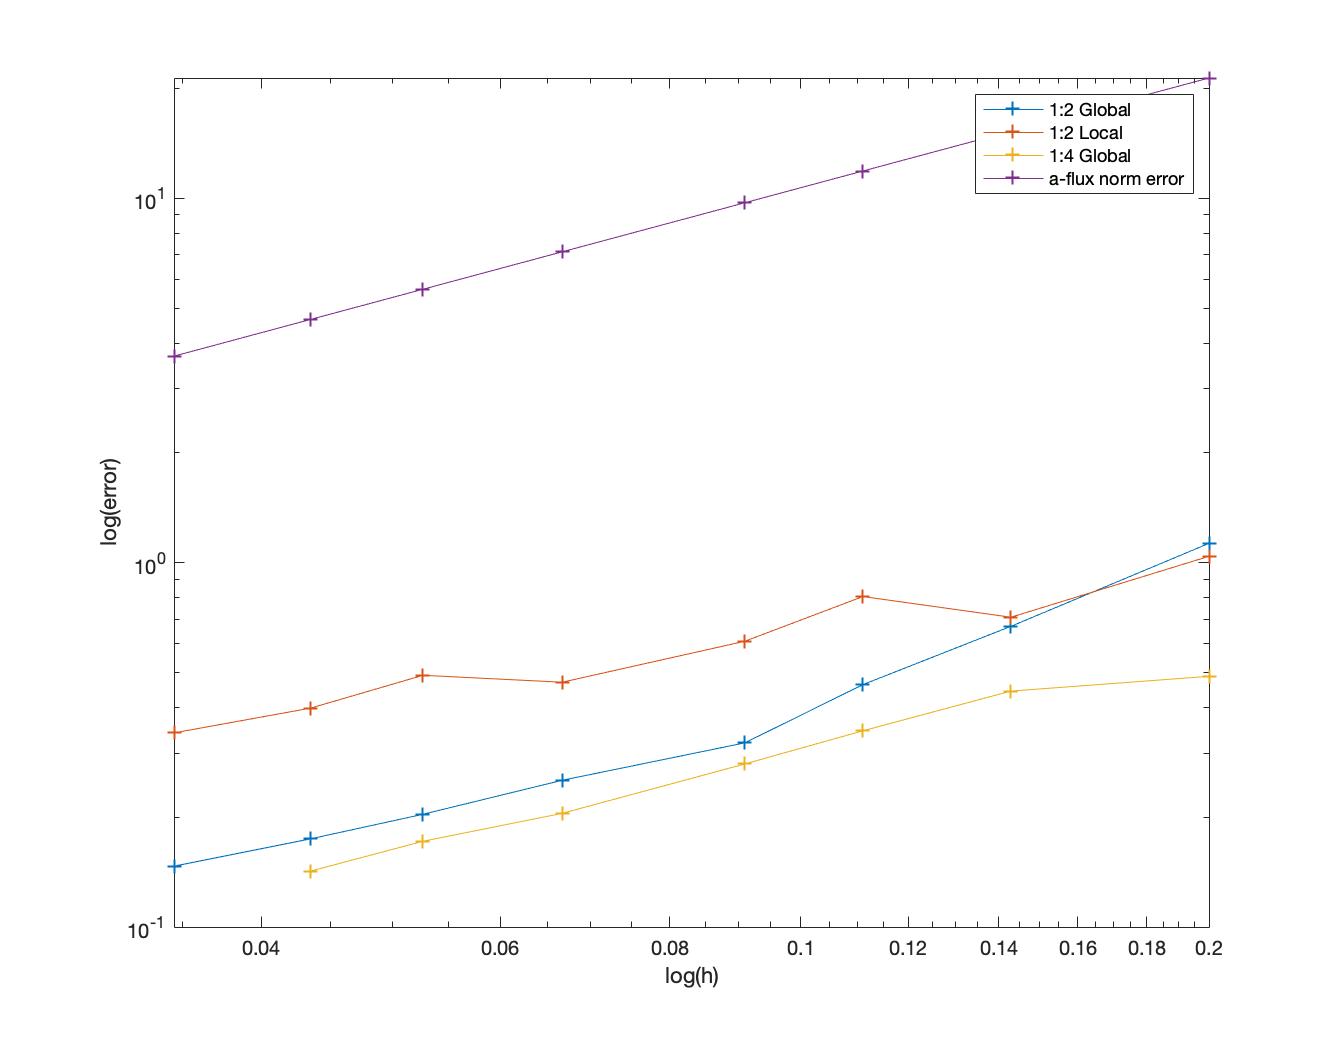 1:2 Global
1:2 Local
1:4 Global
a-flux norm error
10^1
10^0
10^-1
log(error)
0.04 0.06 0.08 0.1 0.12 0.14 0.16 0.18 0.2
log(h)